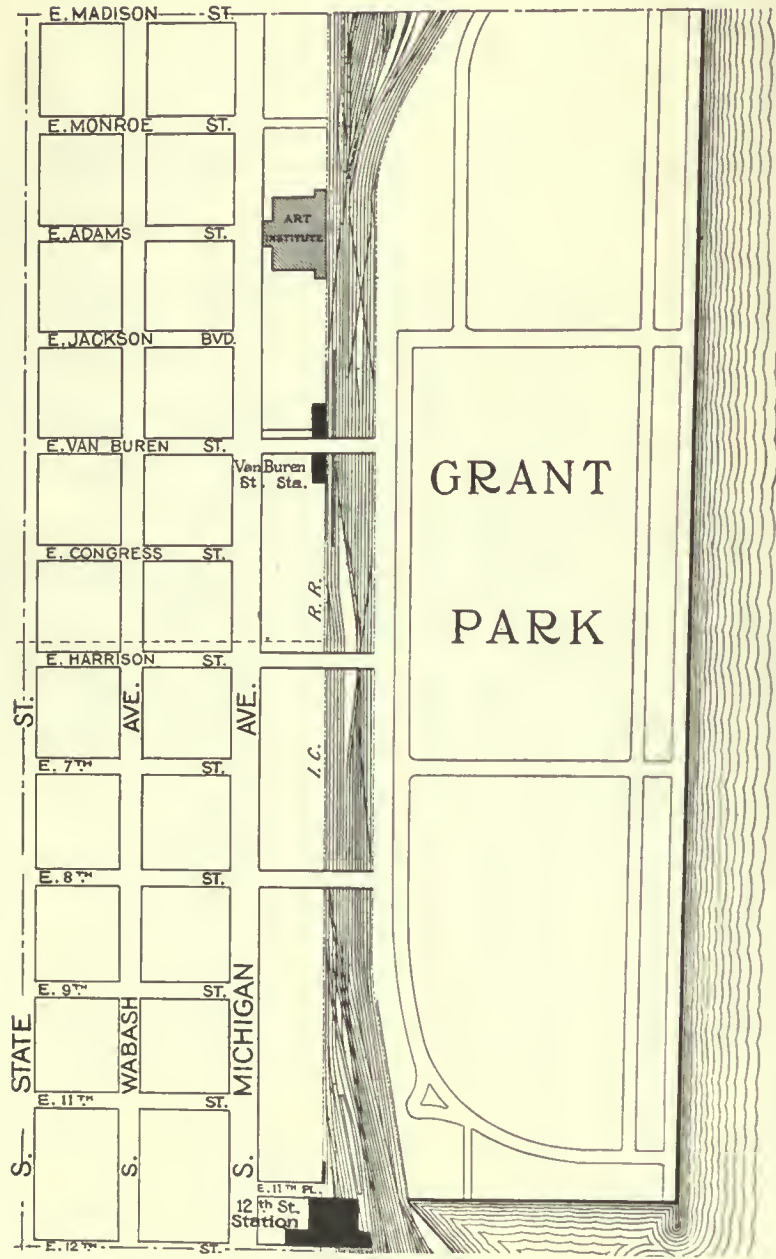 E. MADISON ST.
E. MONROE ST.
ART
INSTITUTE
E. ADAMS ST.
E. JACKSON BVD.
E. VAN BUREN ST.
Van Buren
St. Sta.
GRANT
PARK
E. CONGRESS ST.
I. C. R. R.
E. HARRISON ST.
E. 7TH ST.
E. 8TH ST.
E. 9TH ST.
E. 11TH ST.
S. STATE ST.
S. WABASH AVE.
S. MICHIGAN AVE.
E. 11TH PL.
12th St.
Station
E. 12TH ST.